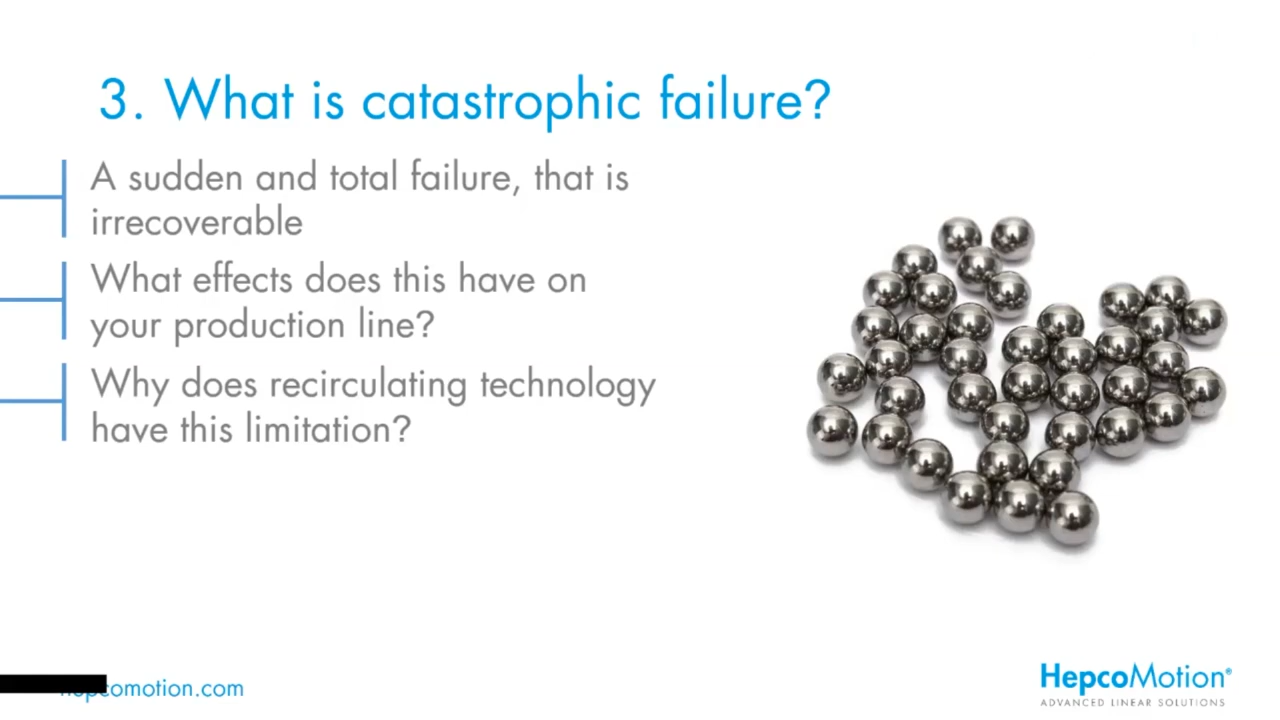 3. What is catastrophic failure?
A sudden and total failure, that is
irrecoverable
What effects does this have on
your production line?
Why does recirculating technology
have this limitation?
hepcomotion.com
HepcoMotion®
ADVANCED LINEAR SOLUTIONS